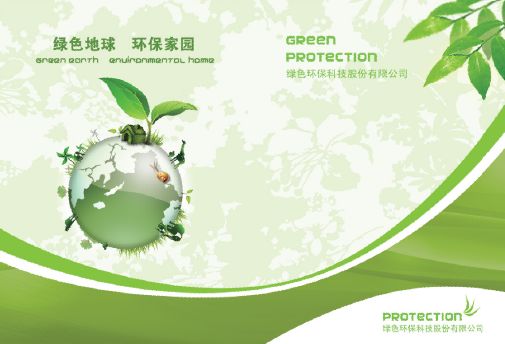 绿色地球 环保家园
Green earth environmental home
Green
PROTECTION
绿色环保科技股份有限公司
PROTECTION
绿色环保科技股份有限公司